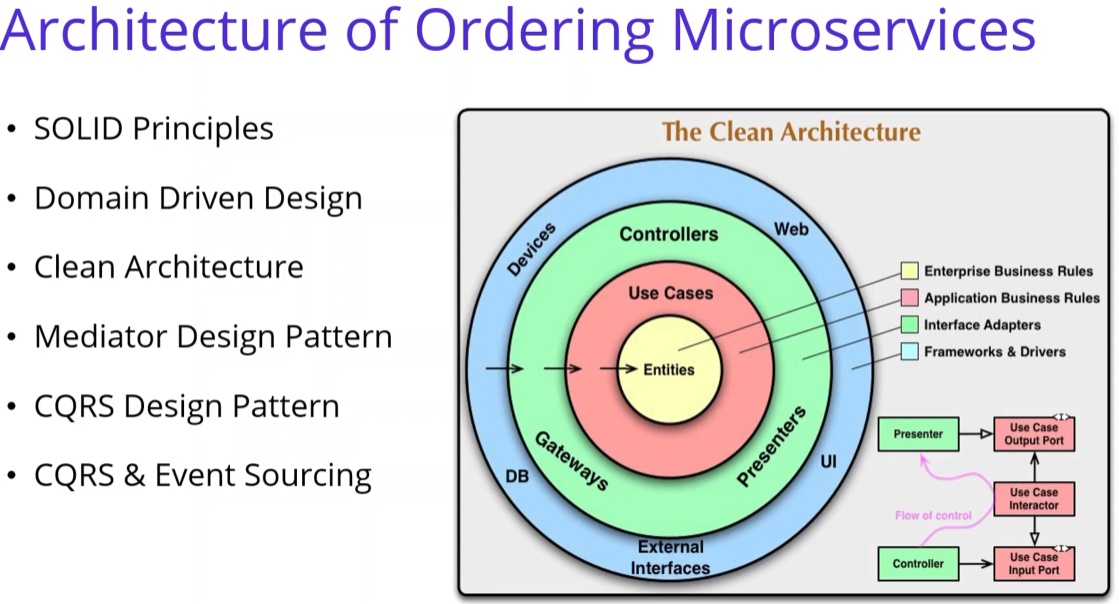 Architecture of Ordering Microservices
• SOLID Principles
• Domain Driven Design
• Clean Architecture
• Mediator Design Pattern
• CQRS Design Pattern
• CQRS & Event Sourcing
The Clean Architecture
Devices
Web
Controllers
Use Cases
Entities
Gateways
Presenters
DB
UI
External
Interfaces
Enterprise Business Rules
Application Business Rules
Interface Adapters
Frameworks & Drivers
Presenter
<I>
Use Case
Output Port
Use Case
Interactor
Flow of control
Controller
<I>
Use Case
Input Port